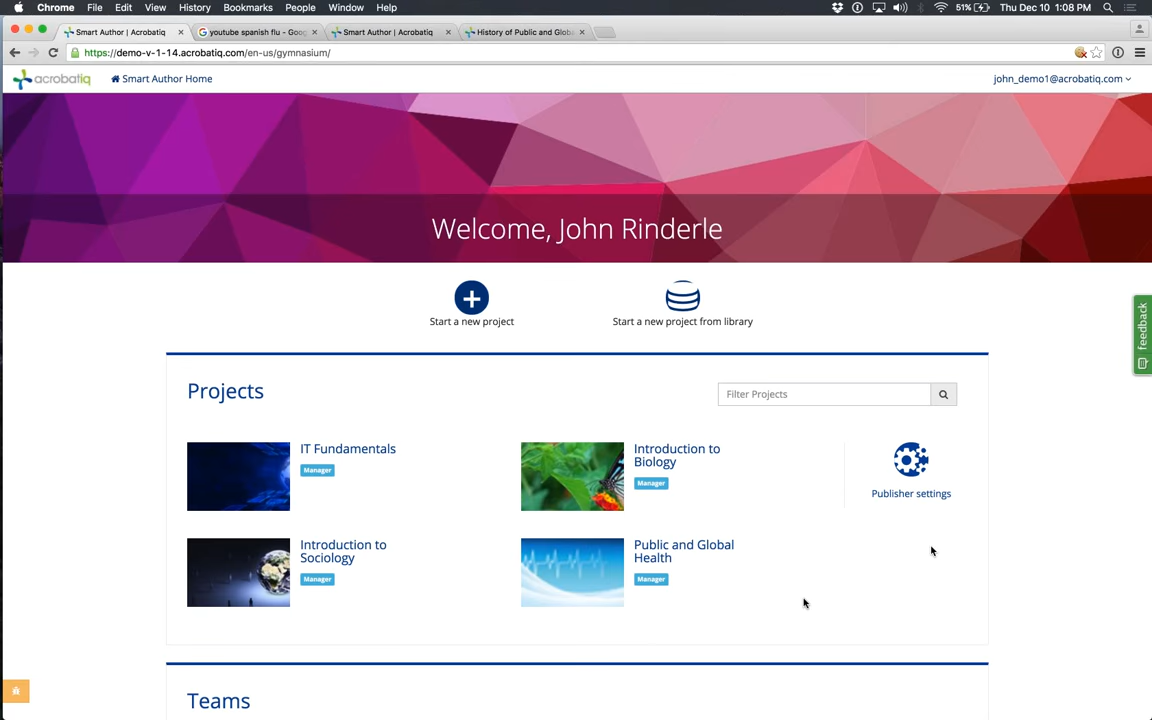 Chrome File Edit View History Bookmarks People Window Help 51% Thu Dec 10 1:08 PM
Smart Author | Acrobatiq youtube spanish flu - Goog Smart Author | Acrobatiq History of Public and Globa
https://demo-v-1-14.acrobatiq.com/en-us/gymnasium/
acrobatiq Smart Author Home john_demo1@acrobatiq.com
Welcome, John Rinderle
Start a new project Start a new project from library
feedback
Projects Filter Projects
IT Fundamentals
Manager
Introduction to
Biology
Manager
Publisher settings
Introduction to
Sociology
Manager
Public and Global
Health
Manager
Teams